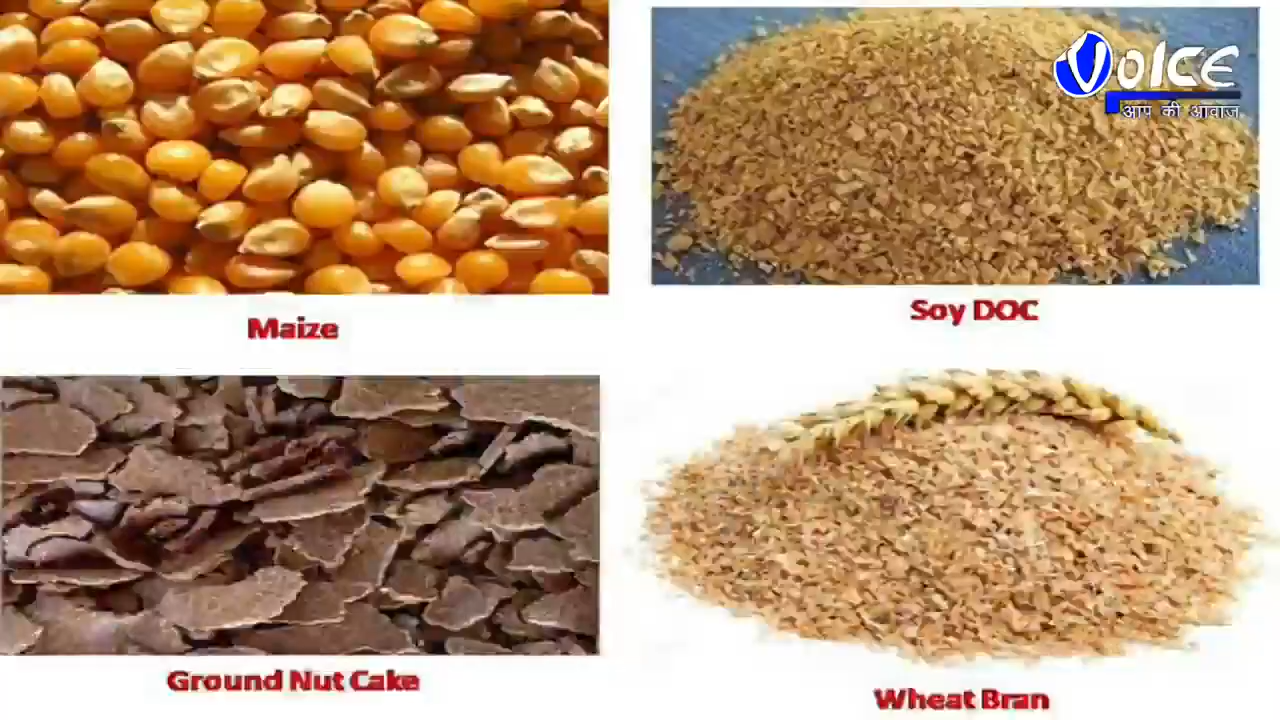 Voice
आप की आवाज़
Maize
Soy DOC
Ground Nut Cake
Wheat Bran